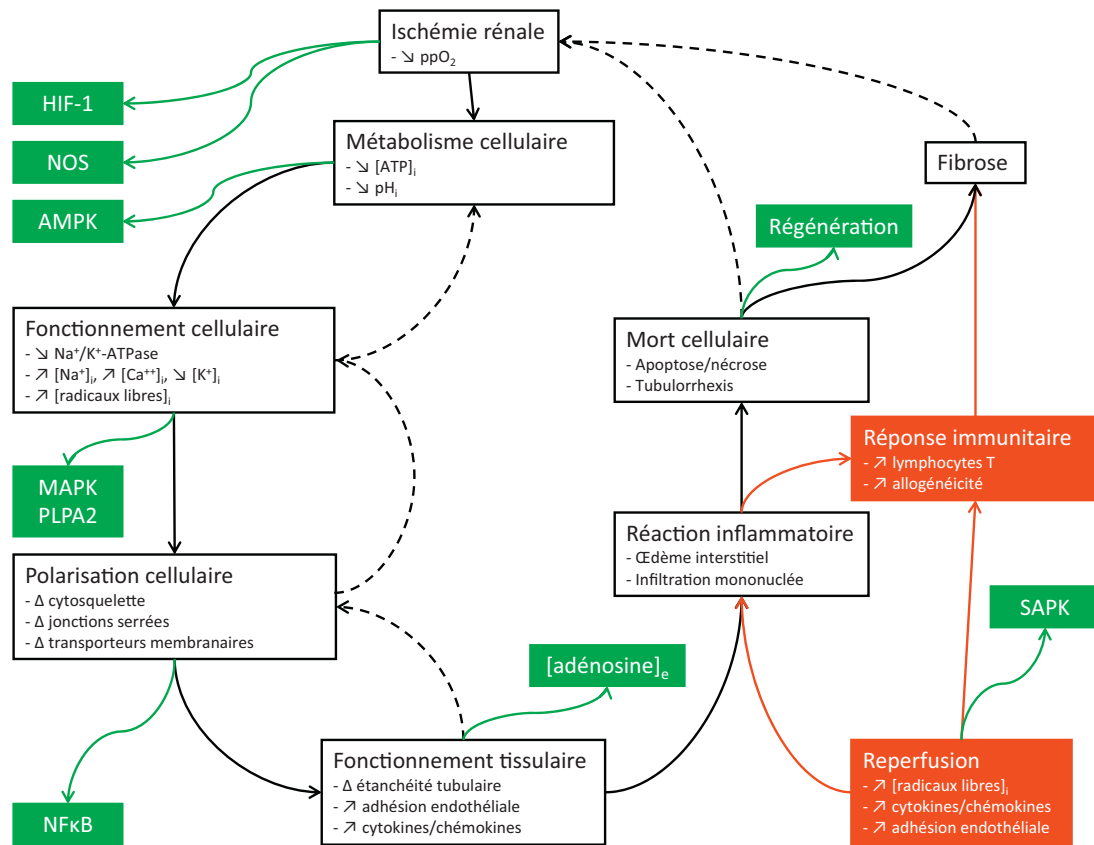 Ischémie rénale
- ↘ ppO₂
HIF-1
NOS
AMPK
Métabolisme cellulaire
- ↘ [ATP]ᵢ
- ↘ pHᵢ
Fibrose
Régénération
Fonctionnement cellulaire
- ↘ Na⁺/K⁺-ATPase
- ↗ [Na⁺]ᵢ, ↗ [Ca⁺⁺]ᵢ, ↘ [K⁺]ᵢ
- ↗ [radicaux libres]ᵢ
Mort cellulaire
- Apoptose/nécrose
- Tubulorrhexis
MAPK
PLPA2
Réponse immunitaire
- ↗ lymphocytes T
- ↗ allogénéicité
Polarisation cellulaire
- Δ cytosquelette
- Δ jonctions serrées
- Δ transporteurs membranaires
Réaction inflammatoire
- Œdème interstitiel
- Infiltration mononuclée
SAPK
[adénosine]ₑ
NFκB
Fonctionnement tissulaire
- Δ étanchéité tubulaire
- ↗ adhésion endothéliale
- ↗ cytokines/chémokines
Reperfusion
- ↗ [radicaux libres]ᵢ
- ↗ cytokines/chémokines
- ↗ adhésion endothéliale